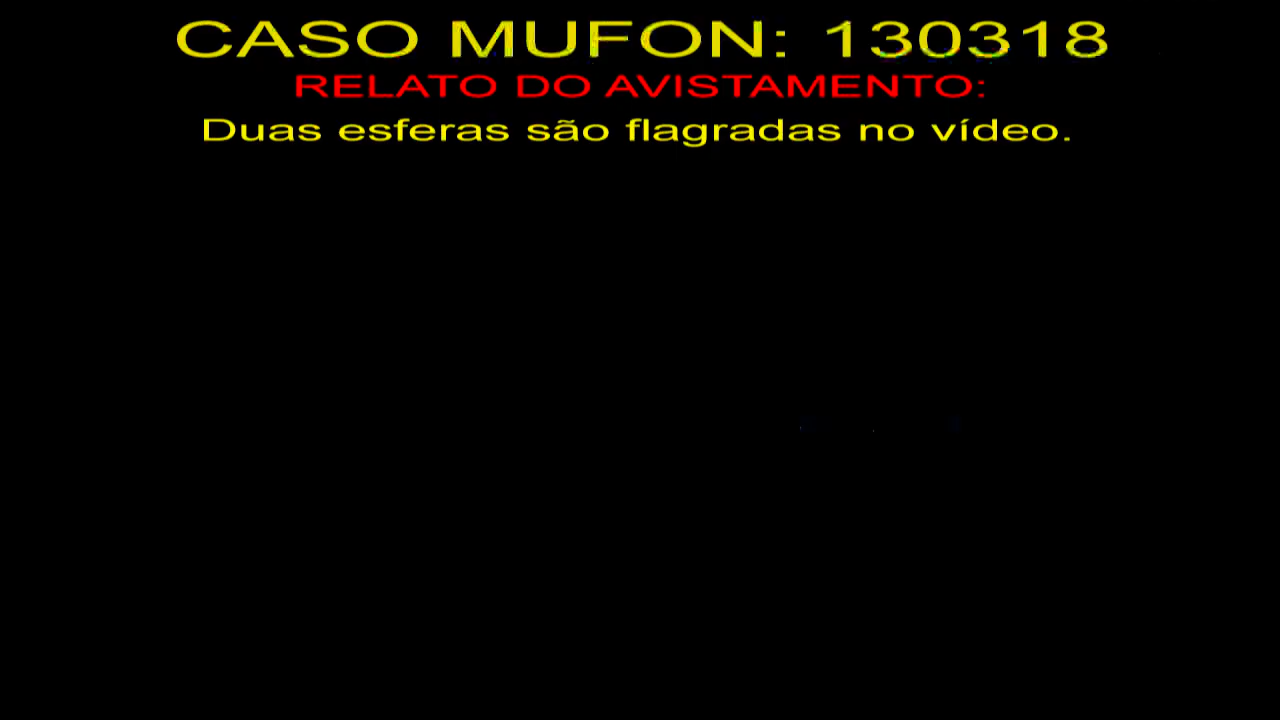 CASO MUFON: 130318
RELATO DO AVISTAMENTO:
Duas esferas são flagradas no vídeo.